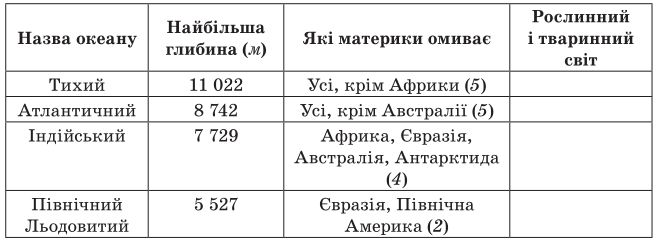 Назва океану
Найбільша
глибина (м)
Які материки омиває
Рослинний
і тваринний
світ
Тихий
11 022
Усі, крім Африки (5)
Атлантичний
8 742
Усі, крім Австралії (5)
Індійський
7 729
Африка, Євразія,
Австралія, Антарктида
(4)
Північний
Льодовитий
5 527
Євразія, Північна
Америка (2)